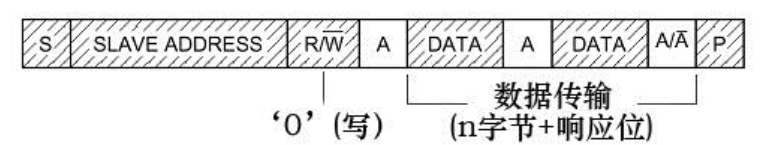 S SLAVE ADDRESS R/W̅ A DATA A DATA A/A̅ P
‘0’(写) 数据传输
(n字节+响应位)